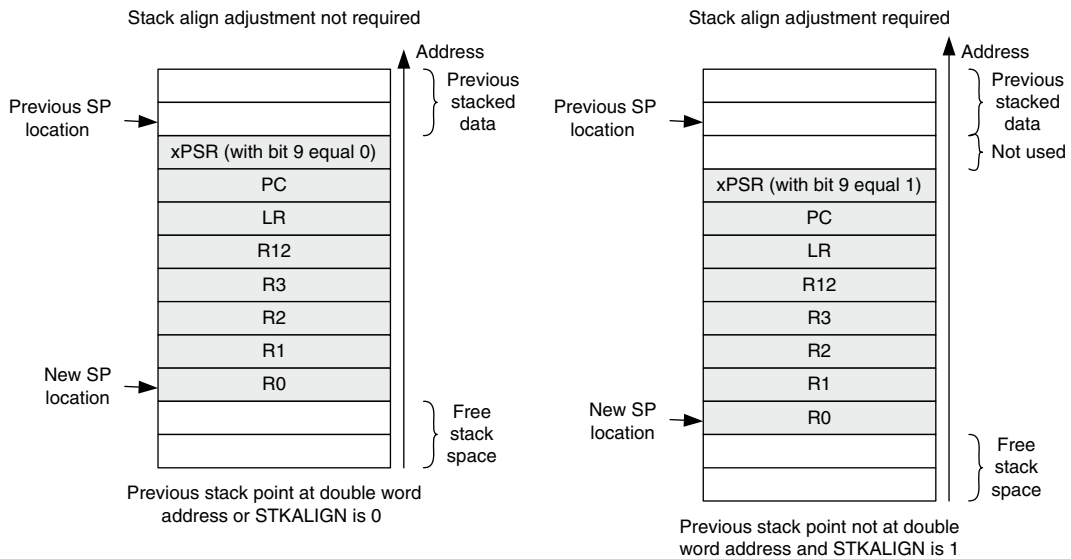 Stack align adjustment not required
Address
Previous
stacked
data
Previous SP
location
xPSR (with bit 9 equal 0)
PC
LR
R12
R3
R2
R1
R0
New SP
location
Free
stack
space
Previous stack point at double word
address or STKALIGN is 0
Stack align adjustment required
Address
Previous
stacked
data
Previous SP
location
Not used
xPSR (with bit 9 equal 1)
PC
LR
R12
R3
R2
R1
R0
New SP
location
Free
stack
space
Previous stack point not at double
word address and STKALIGN is 1